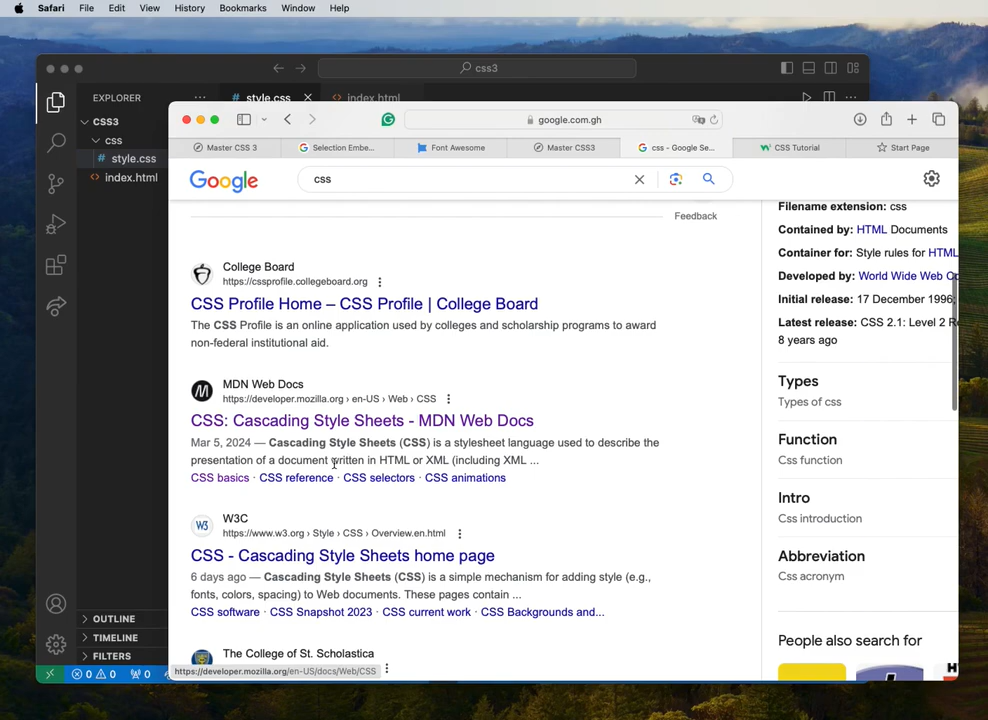 Safari File Edit View History Bookmarks Window Help
css3
EXPLORER
# style.css
<> index.html
CSS3
css
# style.css
<> index.html
google.com.gh
Master CSS 3
Selection Embe...
Font Awesome
Master CSS3
css - Google Se...
CSS Tutorial
Start Page
Google
css
Feedback
College Board
https://cssprofile.collegeboard.org
CSS Profile Home – CSS Profile | College Board
The CSS Profile is an online application used by colleges and scholarship programs to award
non-federal institutional aid.
MDN Web Docs
https://developer.mozilla.org › en-US › Web › CSS
CSS: Cascading Style Sheets - MDN Web Docs
Mar 5, 2024 — Cascading Style Sheets (CSS) is a stylesheet language used to describe the
presentation of a document written in HTML or XML (including XML ...
CSS basics · CSS reference · CSS selectors · CSS animations
W3C
https://www.w3.org › Style › CSS › Overview.en.html
CSS - Cascading Style Sheets home page
6 days ago — Cascading Style Sheets (CSS) is a simple mechanism for adding style (e.g.,
fonts, colors, spacing) to Web documents. These pages contain ...
CSS software · CSS Snapshot 2023 · CSS current work · CSS Backgrounds and...
The College of St. Scholastica
https://developer.mozilla.org/en-US/docs/Web/CSS
Filename extension: css
Contained by: HTML Documents
Container for: Style rules for HTML
Developed by: World Wide Web Co
Initial release: 17 December 1996;
Latest release: CSS 2.1: Level 2 R
8 years ago
Types
Types of css
Function
Css function
Intro
Css introduction
Abbreviation
Css acronym
People also search for
OUTLINE
TIMELINE
FILTERS
0 0 0